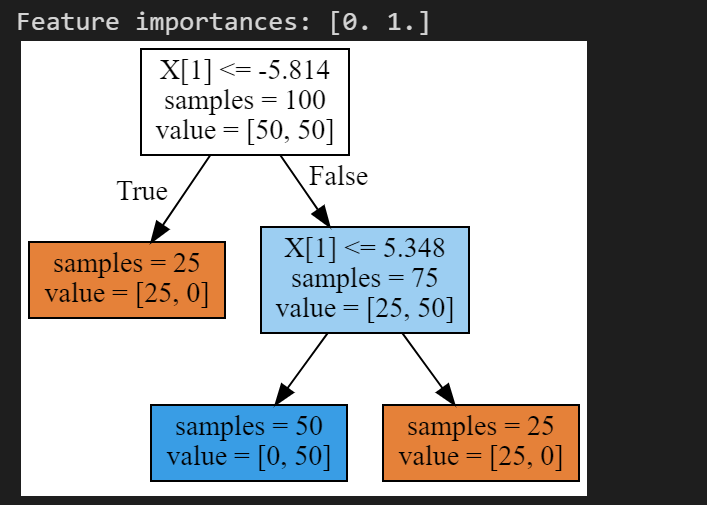 Feature importances: [0. 1.]
X[1] <= -5.814
samples = 100
value = [50, 50]
True
False
samples = 25
value = [25, 0]
X[1] <= 5.348
samples = 75
value = [25, 50]
samples = 50
value = [0, 50]
samples = 25
value = [25, 0]